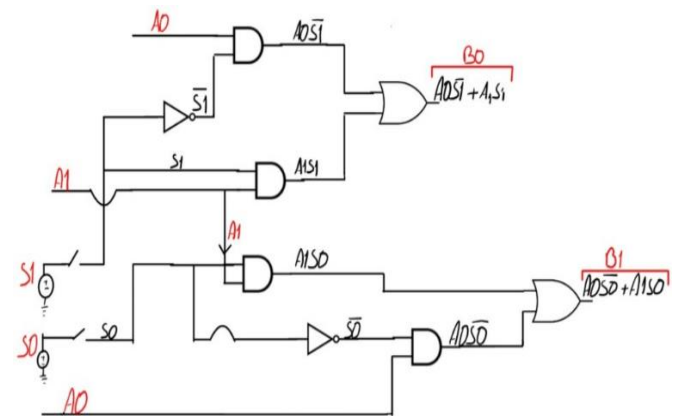 A0
A0S̅1̅
B0
A0S̅1̅ + A₁S₁
S̅1̅
S1
A1S1
A1
A1
S1
A1S0
B1
A0S̅0̅ + A1S0
S0
S0
S̅0̅
A0S̅0̅
A0